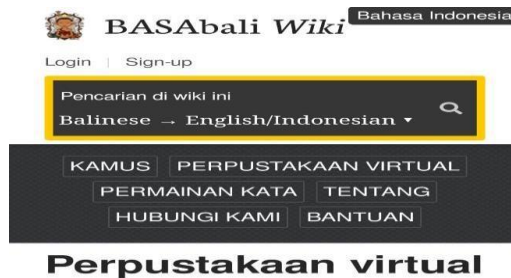 BASAbali Wiki
Bahasa Indonesia
Login | Sign-up
Pencarian di wiki ini
Balinese → English/Indonesian ▾
KAMUS PERPUSTAKAAN VIRTUAL
PERMAINAN KATA TENTANG
HUBUNGI KAMI BANTUAN
Perpustakaan virtual